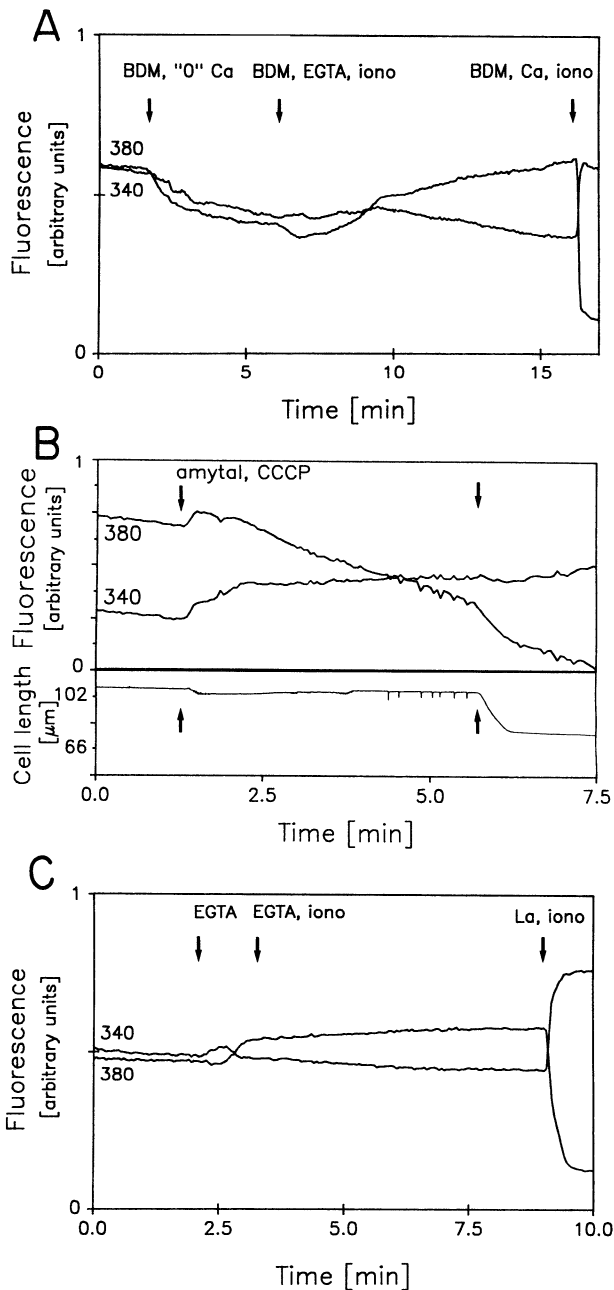 A
1
BDM, "0" Ca
BDM, EGTA, iono
BDM, Ca, iono
380
340
Fluorescence
[arbitrary units]
0
0
5
10
15
Time [min]
B
1
amytal, CCCP
380
340
Fluorescence
[arbitrary units]
0
Cell length
[μm]
102
66
0.0
2.5
5.0
7.5
Time [min]
C
1
EGTA
EGTA, iono
La, iono
340
380
Fluorescence
[arbitrary units]
0
0.0
2.5
5.0
7.5
10.0
Time [min]